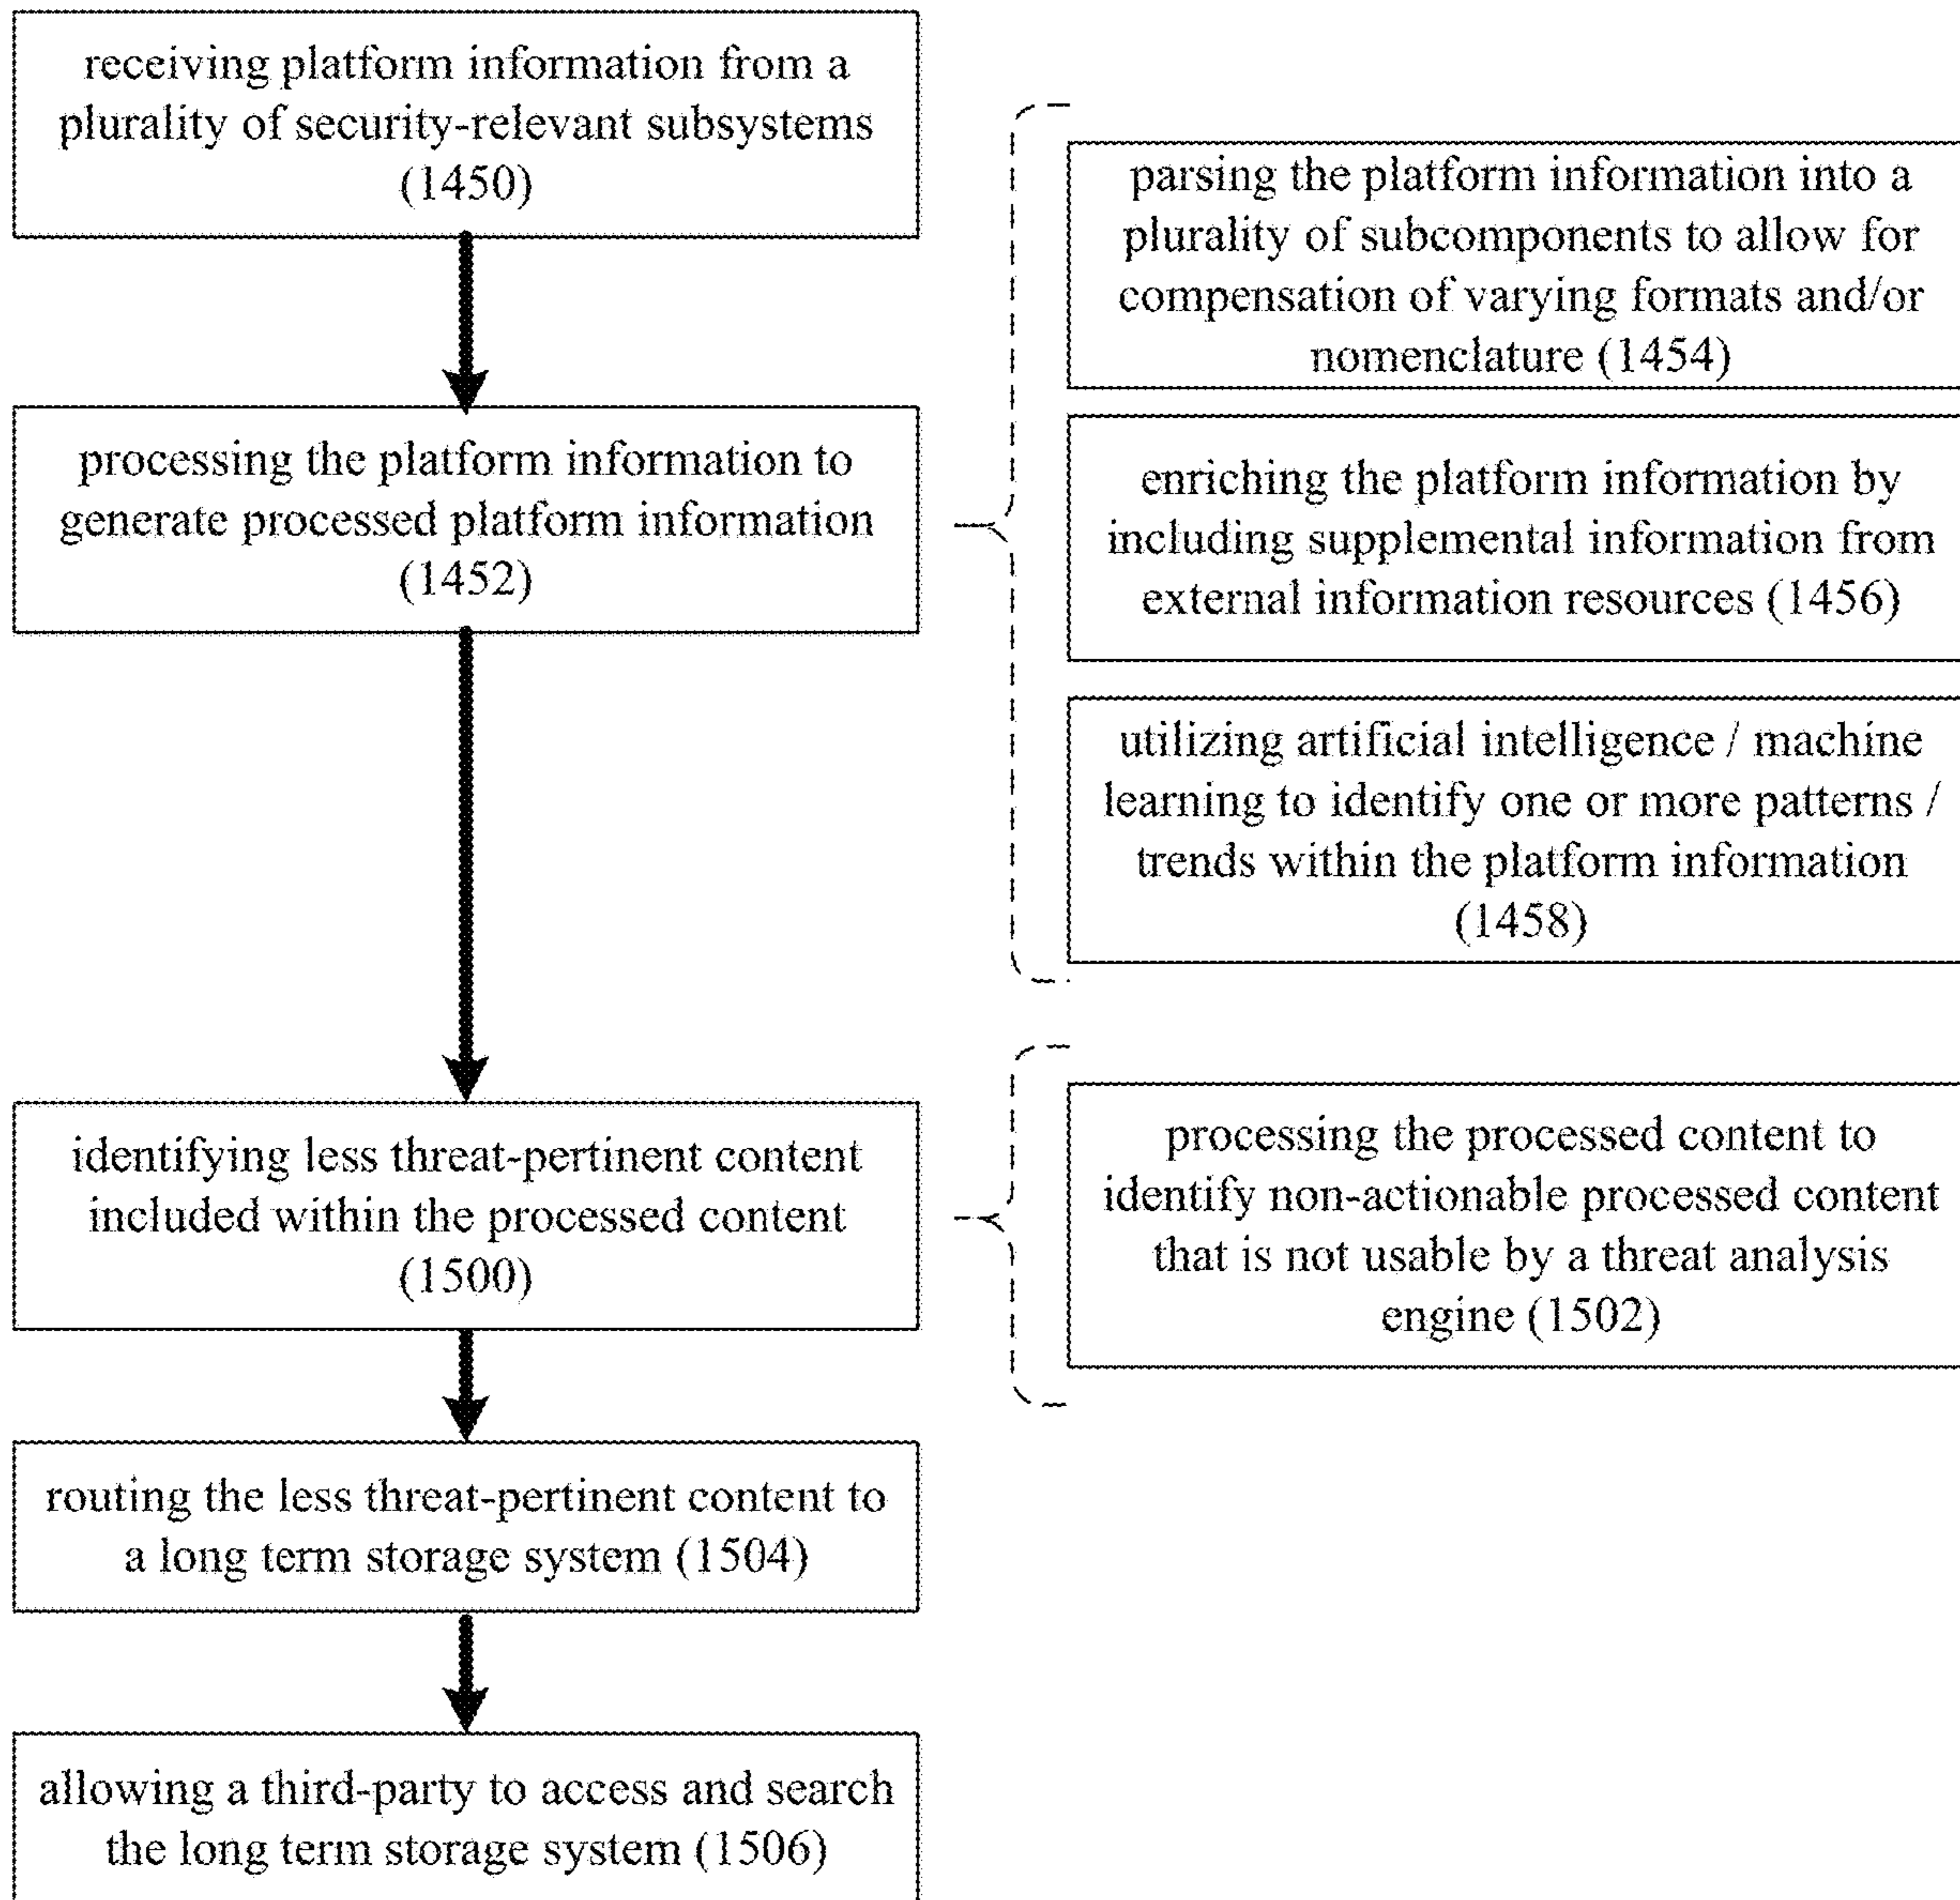 receiving platform information from a
plurality of security-relevant subsystems
(1450)
processing the platform information to
generate processed platform information
(1452)
parsing the platform information into a
plurality of subcomponents to allow for
compensation of varying formats and/or
nomenclature (1454)
enriching the platform information by
including supplemental information from
external information resources (1456)
utilizing artificial intelligence / machine
learning to identify one or more patterns /
trends within the platform information
(1458)
identifying less threat-pertinent content
included within the processed content
(1500)
processing the processed content to
identify non-actionable processed content
that is not usable by a threat analysis
engine (1502)
routing the less threat-pertinent content to
a long term storage system (1504)
allowing a third-party to access and search
the long term storage system (1506)